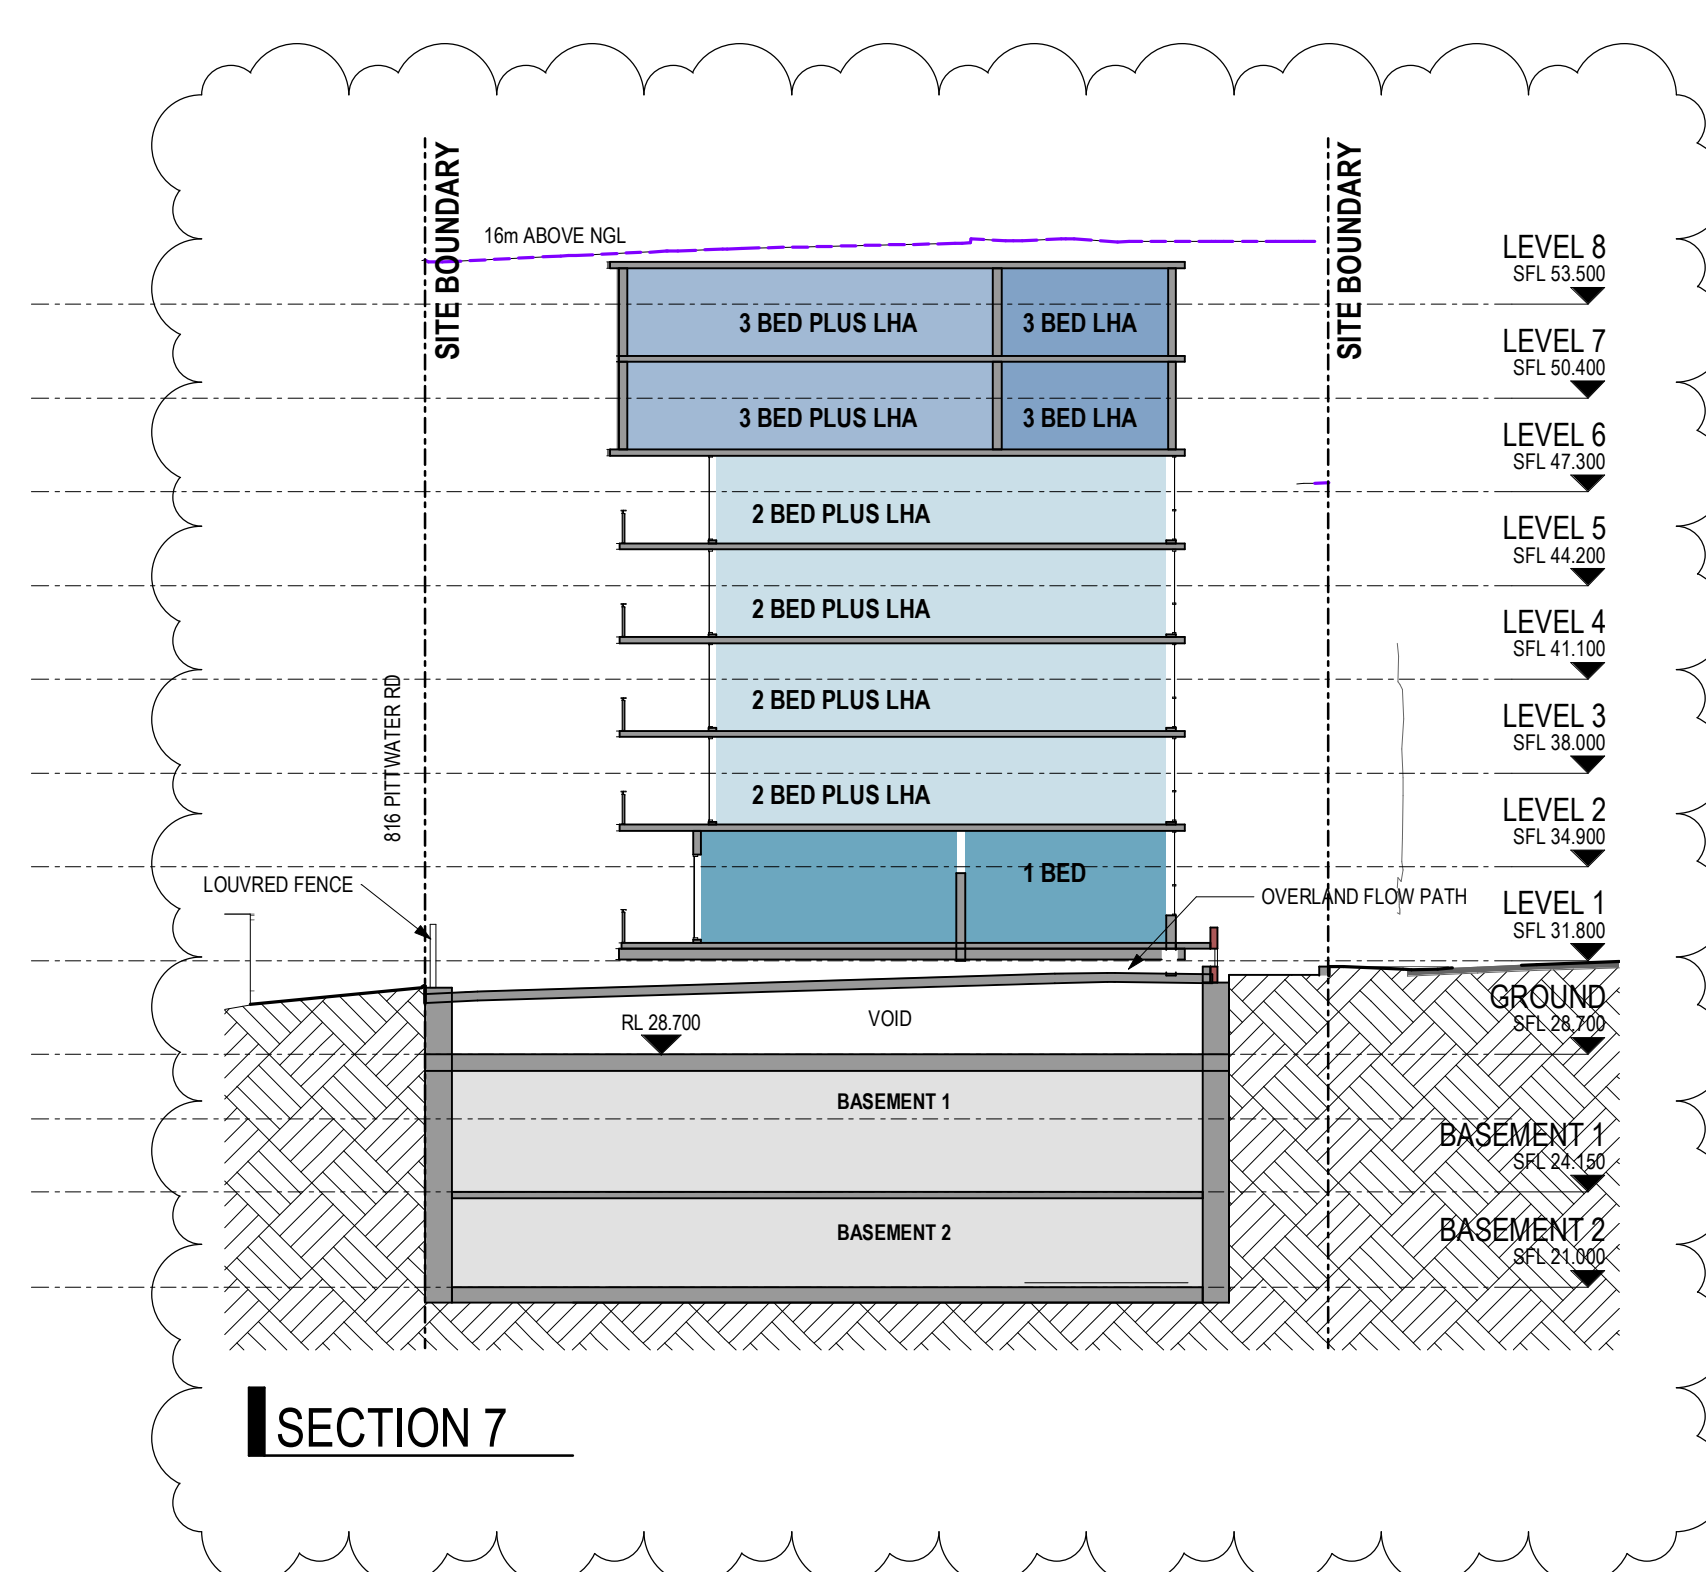 SITE BOUNDARY
SITE BOUNDARY
16m ABOVE NGL
LEVEL 8
SFL 53.500
3 BED PLUS LHA
3 BED LHA
LEVEL 7
SFL 50.400
3 BED PLUS LHA
3 BED LHA
LEVEL 6
SFL 47.300
2 BED PLUS LHA
LEVEL 5
SFL 44.200
2 BED PLUS LHA
LEVEL 4
SFL 41.100
816 PITTWATER RD
2 BED PLUS LHA
LEVEL 3
SFL 38.000
2 BED PLUS LHA
LEVEL 2
SFL 34.900
LOUVRED FENCE
1 BED
OVERLAND FLOW PATH
LEVEL 1
SFL 31.800
GROUND
SFL 28.700
RL 28.700
VOID
BASEMENT 1
BASEMENT 1
SFL 24.150
BASEMENT 2
BASEMENT 2
SFL 21.000
SECTION 7